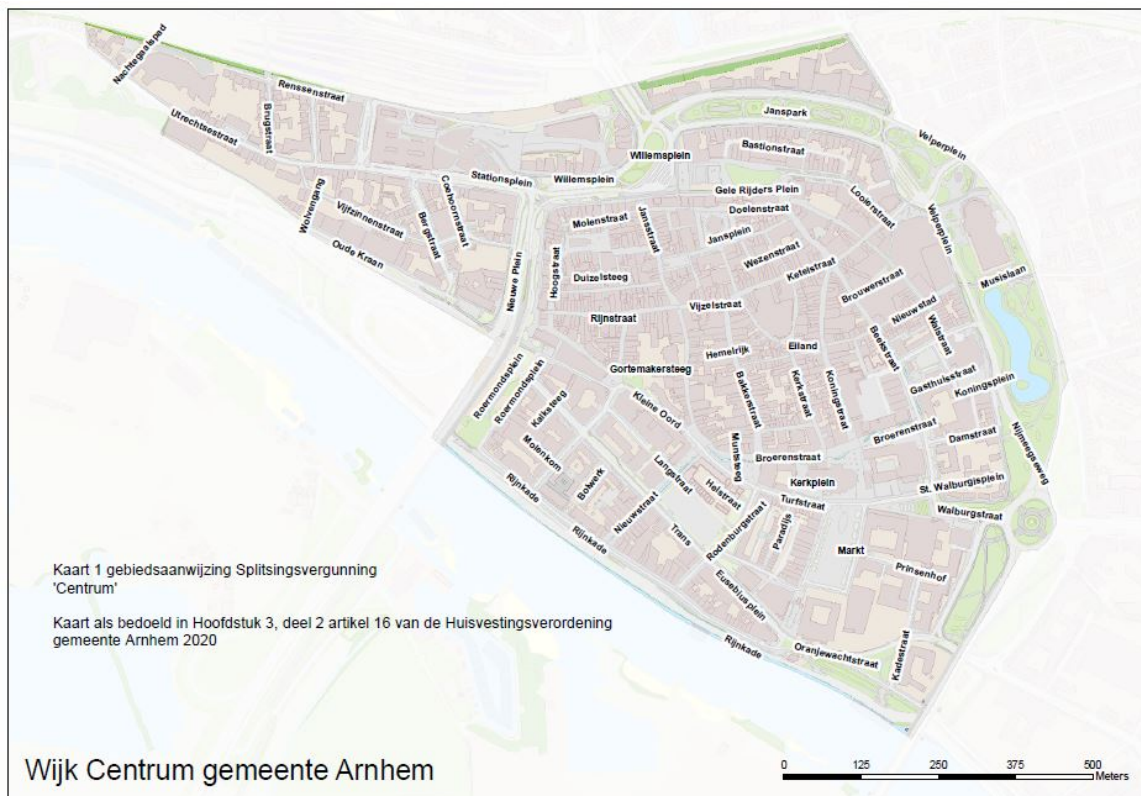 Nachtegaalspad
Renssenstraat
Utrechtsestraat
Brugstraat
Janspark
Velperplein
Bastionstraat
Willemsplein
Stationsplein
Willemsplein
Coehoornstraat
Gele Rijders Plein
Looierstraat
Wolvengang
Vijfzinnenstraat
Bergstraat
Oude Kraan
Molenstraat
Jansstraat
Doelenstraat
Jansplein
Velperplein
Wezenstraat
Musislaan
Nieuwe Plein
Hoogstraat
Duizelsteeg
Ketelstraat
Brouwerstraat
Rijnstraat
Vijzelstraat
Nieuwstad
Walstraat
Beekstraat
Hemelrijk
Eiland
Gortemakersteeg
Roermondsplein
Roermondsplein
Kalksteeg
Kleine Oord
Bakkerstraat
Kerkstraat
Koningstraat
Gasthuisstraat
Koningsplein
Broerenstraat
Damstraat
Nijmeegseweg
Muntsteeg
Broerenstraat
Molenkom
Bolwerk
Langstraat
Helstraat
Kerkplein
Turfstraat
St. Walburgisplein
Walburgstraat
Rijnkade
Rijnkade
Nieuwstraat
Trans
Rodenburgstraat
Paradijs
Markt
Prinsenhof
Eusebiusplein
Rijnkade
Oranjewachtstraat
Kadestraat
Kaart 1 gebiedsaanwijzing Splitsingsvergunning
'Centrum'
Kaart als bedoeld in Hoofdstuk 3, deel 2 artikel 16 van de Huisvestingsverordening
gemeente Arnhem 2020
Wijk Centrum gemeente Arnhem
0 125 250 375 500
Meters